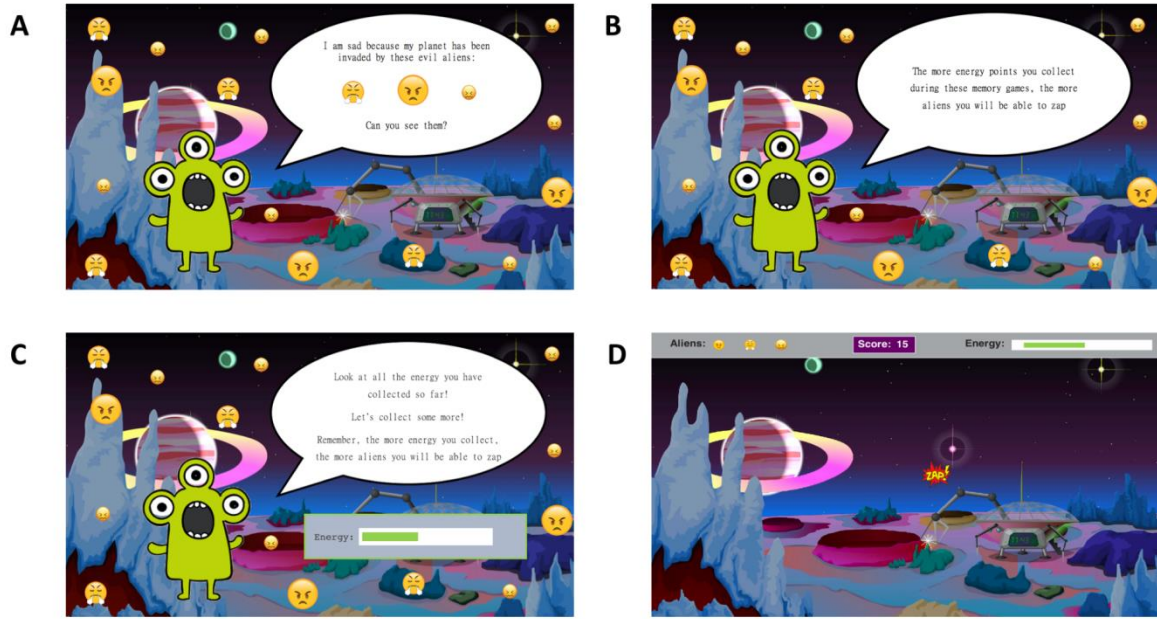 A
I am sad because my planet has been
invaded by these evil aliens:
Can you see them?
B
The more energy points you collect
during these memory games, the more
aliens you will be able to zap
C
Look at all the energy you have
collected so far!
Let's collect some more!
Remember, the more energy you collect,
the more aliens you will be able to zap
Energy:
D
Aliens:
Score: 15
Energy:
ZAP!